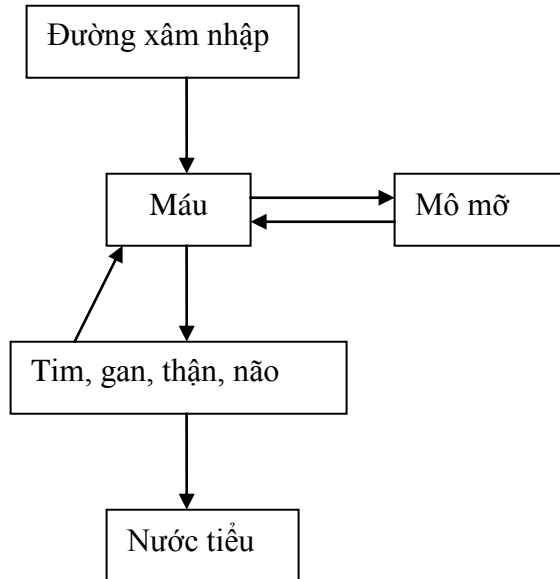 Đường xâm nhập
Máu
Mô mỡ
Tim, gan, thận, não
Nước tiểu